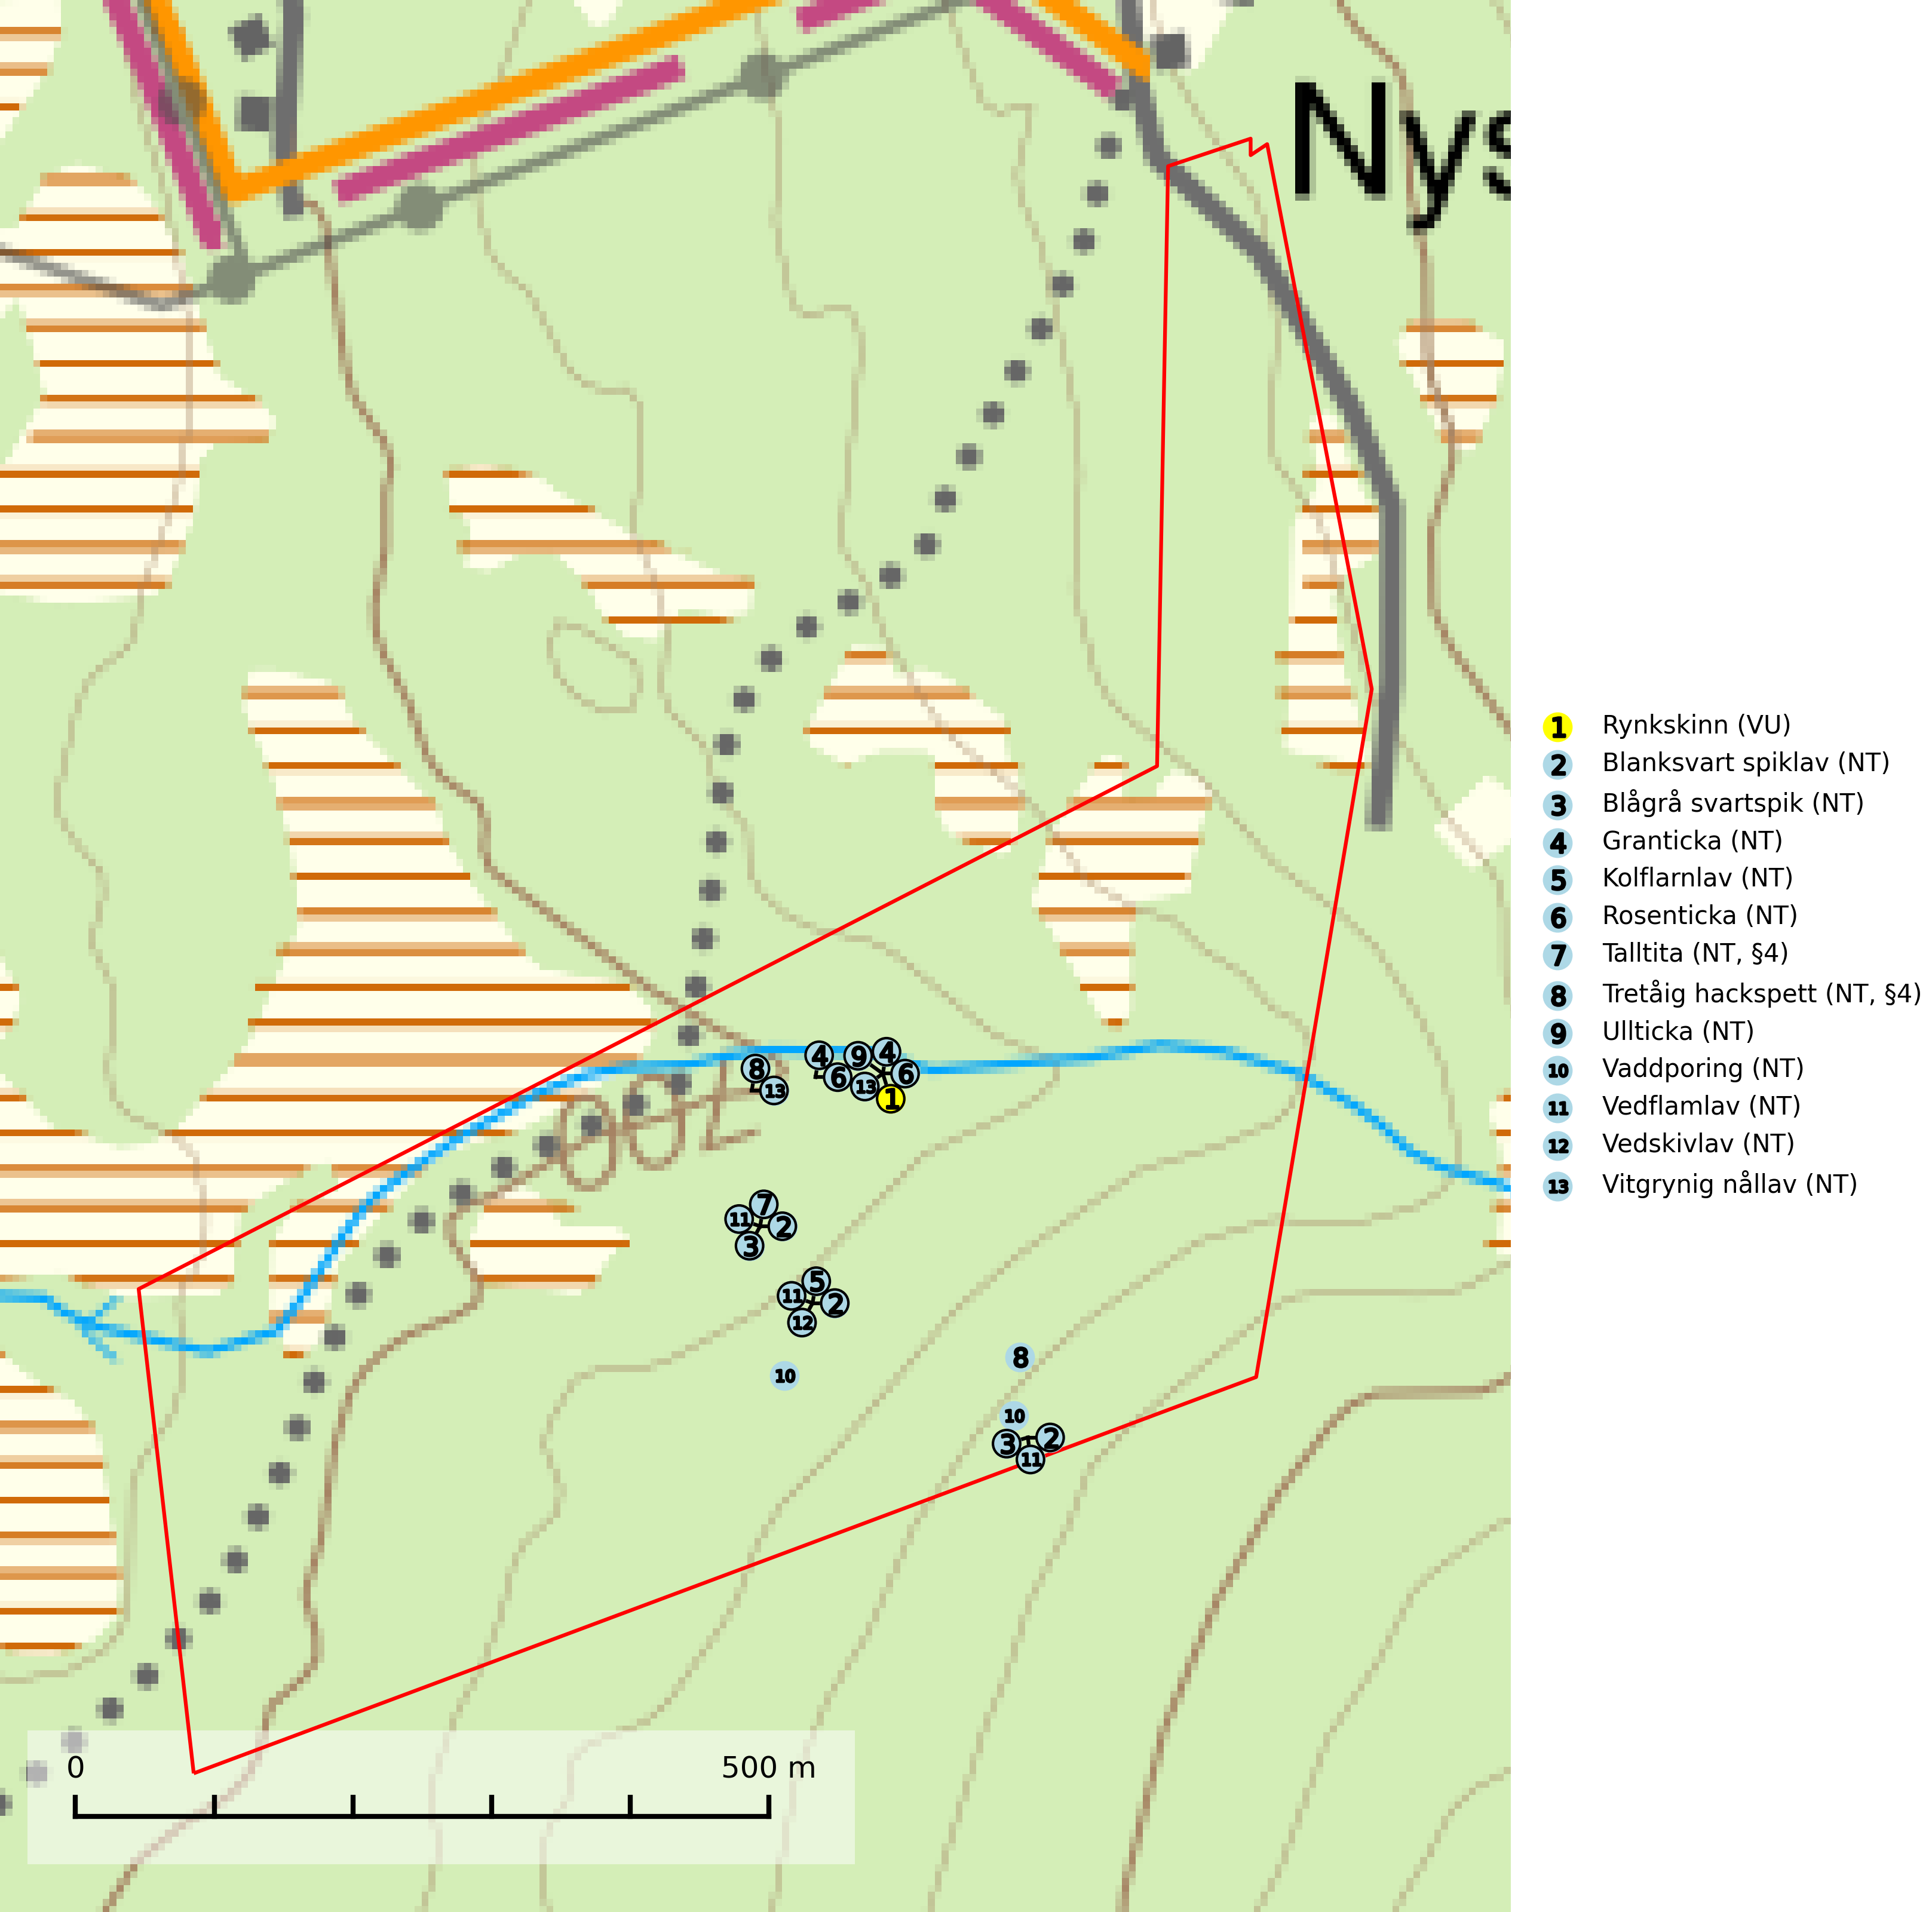 Nys
002
8
13
4
6
9
13
4
6
1
7
11
2
3
5
11
2
12
10
8
10
3
2
11
0 500 m
1 Rynkskinn (VU)
2 Blanksvart spiklav (NT)
3 Blågrå svartspik (NT)
4 Granticka (NT)
5 Kolflarnlav (NT)
6 Rosenticka (NT)
7 Talltita (NT, §4)
8 Tretåig hackspett (NT, §4)
9 Ullticka (NT)
10 Vaddporing (NT)
11 Vedflamlav (NT)
12 Vedskivlav (NT)
13 Vitgrynig nållav (NT)